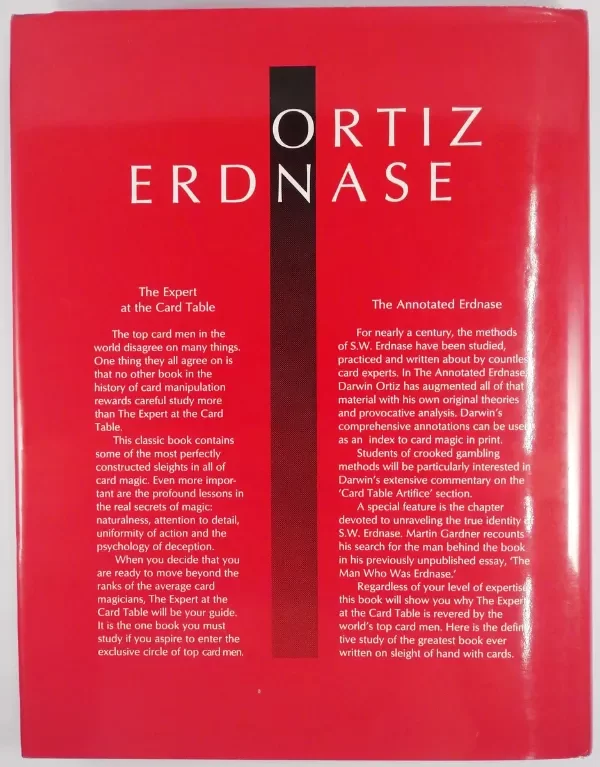 ORTIZ
ERDNASE
The Expert
at the Card Table
The top card men in the
world disagree on many things.
One thing they all agree on is
that no other book in the
history of card manipulation
rewards careful study more
than The Expert at the Card
Table.
This classic book contains
some of the most perfectly
constructed sleights in all of
card magic. Even more impor-
tant are the profound lessons in
the real secrets of magic:
naturalness, attention to detail,
uniformity of action and the
psychology of deception.
When you decide that you
are ready to move beyond the
ranks of the average card
magicians, The Expert at the
Card Table will be your guide.
It is the one book you must
study if you aspire to enter the
exclusive circle of top card men.
The Annotated Erdnase
For nearly a century, the methods
of S.W. Erdnase have been studied,
practiced and written about by countless
card experts. In The Annotated Erdnase,
Darwin Ortiz has augmented all of that
material with his own original theories
and provocative analysis. Darwin's
comprehensive annotations can be used
as an index to card magic in print.
Students of crooked gambling
methods will be particularly interested in
Darwin's extensive commentary on the
'Card Table Artifice' section.
A special feature is the chapter
devoted to unraveling the true identity of
S.W. Erdnase. Martin Gardner recounts
his search for the man behind the book
in his previously unpublished essay, 'The
Man Who Was Erdnase.'
Regardless of your level of expertise
this book will show you why The Expert
at the Card Table is revered by the
world's top card men. Here is the defini-
tive study of the greatest book ever
written on sleight of hand with cards.